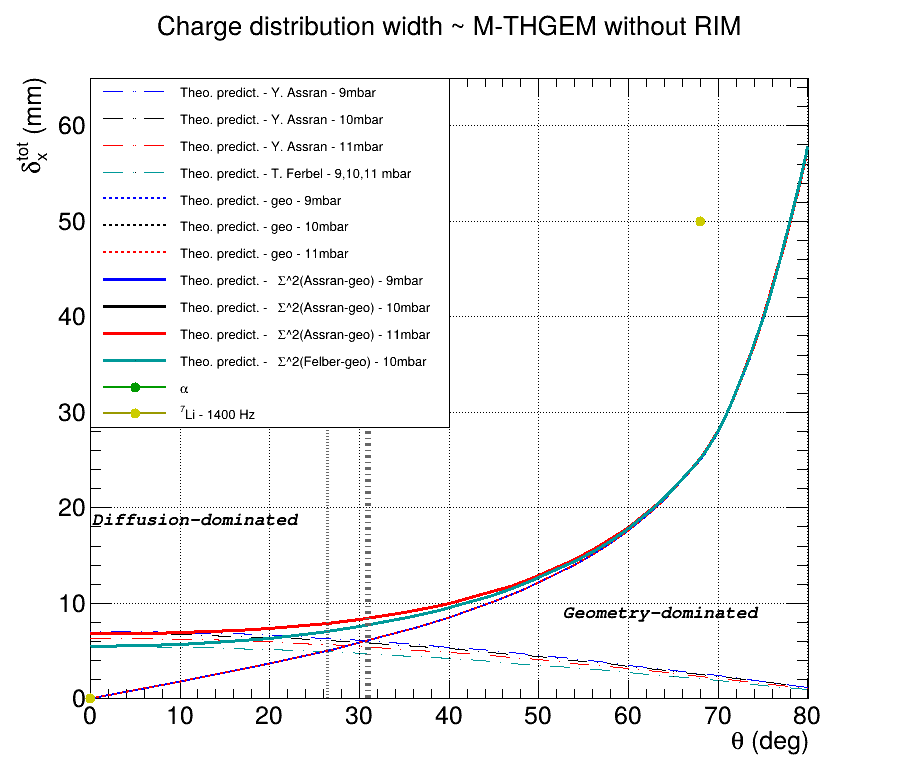 Charge distribution width ~ M-THGEM without RIM
δx^tot (mm)
Theo. predict. - Y. Assran - 9mbar
Theo. predict. - Y. Assran - 10mbar
Theo. predict. - Y. Assran - 11mbar
Theo. predict. - T. Ferbel - 9,10,11 mbar
Theo. predict. - geo - 9mbar
Theo. predict. - geo - 10mbar
Theo. predict. - geo - 11mbar
Theo. predict. - Σ^2(Assran-geo) - 9mbar
Theo. predict. - Σ^2(Assran-geo) - 10mbar
Theo. predict. - Σ^2(Assran-geo) - 11mbar
Theo. predict. - Σ^2(Felber-geo) - 10mbar
α
⁷Li - 1400 Hz
60
50
40
30
20
10
0
Diffusion-dominated
Geometry-dominated
0 10 20 30 40 50 60 70 80
θ (deg)